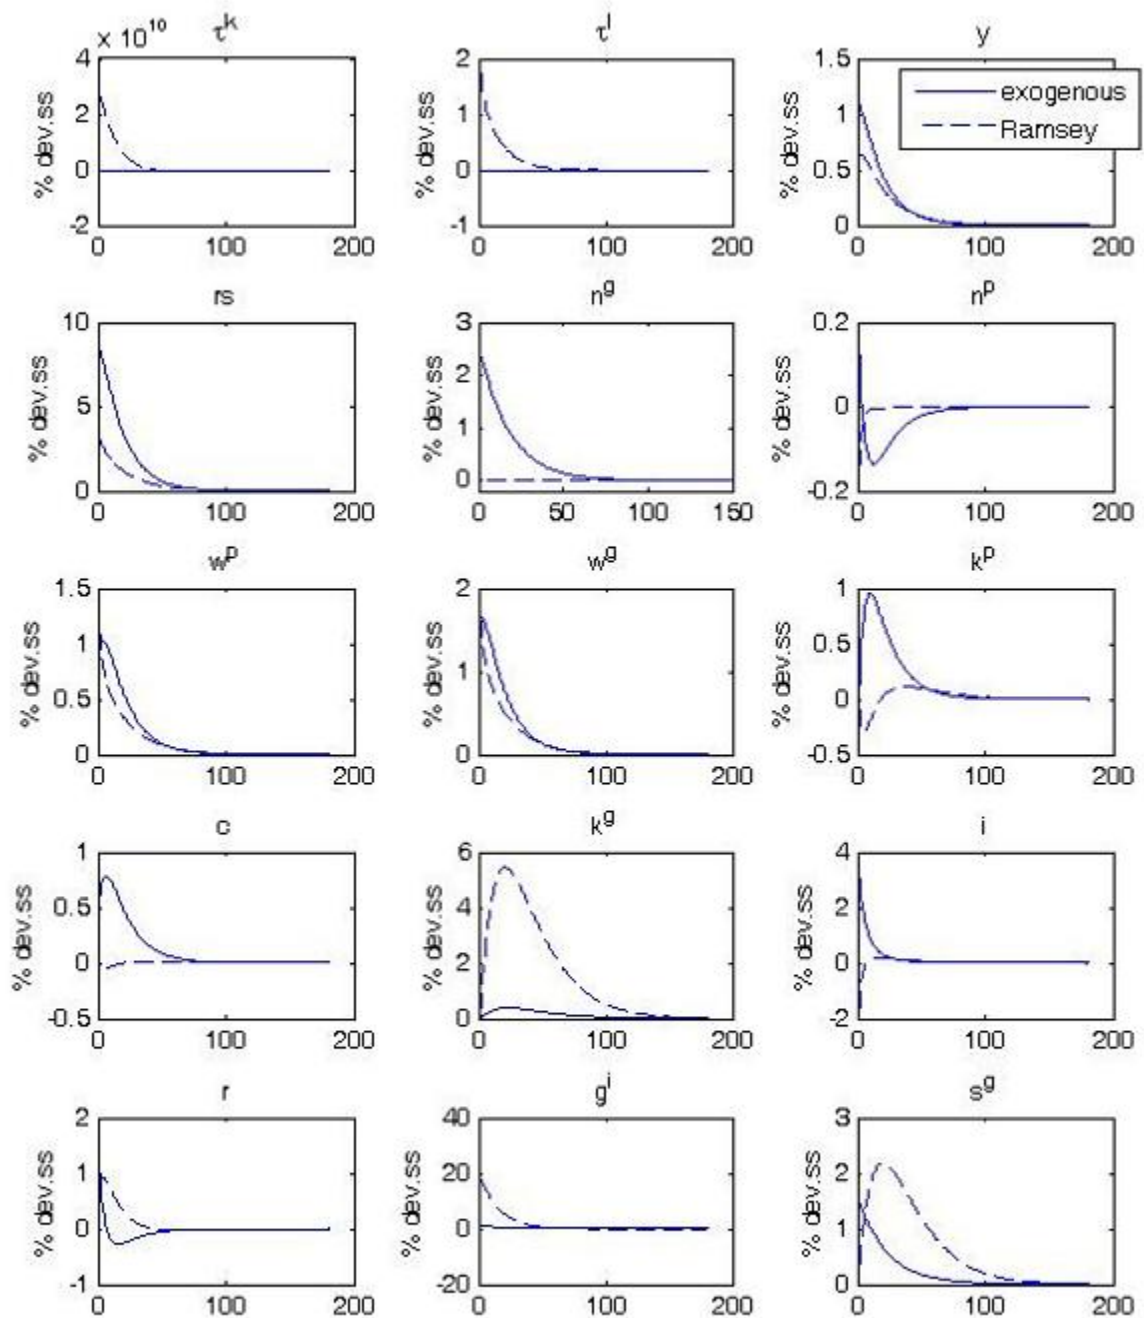 × 10^10 τ^k τ^l y
4 2 1.5
exogenous
Ramsey
% dev.ss 2 % dev.ss 1 % dev.ss 1
0 0 0.5
-2 -1 0
0 100 200 0 100 200 0 100 200
rs n^g n^p
10 3 0.2
% dev.ss 5 % dev.ss 2 % dev.ss 0
1
0 0 -0.2
0 100 200 0 50 100 150 0 100 200
w^p w^g k^p
1.5 2 1
% dev.ss 1 % dev.ss 1 % dev.ss 0.5
0.5 0
0 0 -0.5
0 100 200 0 100 200 0 100 200
c k^g i
1 6 4
% dev.ss 0.5 % dev.ss 4 % dev.ss 2
0 2 0
-0.5 0 -2
0 100 200 0 100 200 0 100 200
r g^i s^g
2 40 3
% dev.ss 1 % dev.ss 20 % dev.ss 2
0 0 1
-1 -20 0
0 100 200 0 100 200 0 100 200